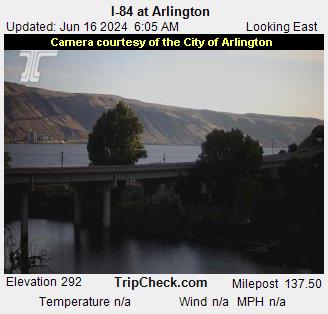 I-84 at Arlington
Updated: Jun 16 2024 6:05 AM Looking East
Camera courtesy of the City of Arlington
Elevation 292 TripCheck.com Milepost 137.50
Temperature n/a Wind n/a MPH n/a